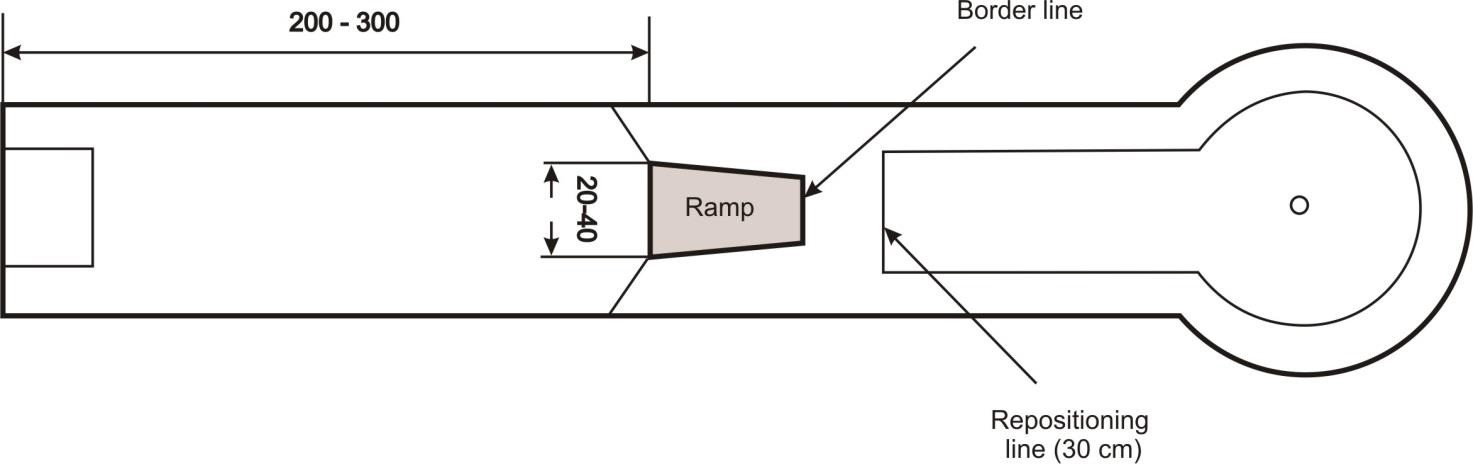 200 - 300
Border line
20-40
Ramp
Repositioning
line (30 cm)